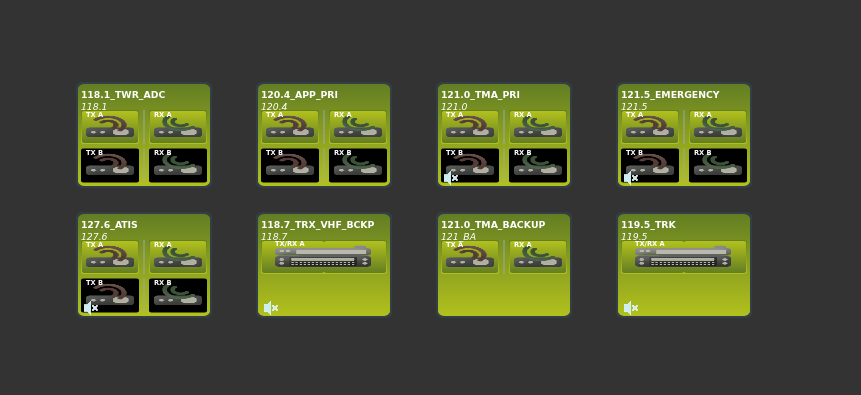 118.1_TWR_ADC
118.1
TX A
RX A
TX B
RX B
120.4_APP_PRI
120.4
TX A
RX A
TX B
RX B
121.0_TMA_PRI
121.0
TX A
RX A
TX B
RX B
121.5_EMERGENCY
121.5
TX A
RX A
TX B
RX B
127.6_ATIS
127.6
TX A
RX A
TX B
RX B
118.7_TRX_VHF_BCKP
118.7
TX/RX A
121.0_TMA_BACKUP
121_BA
TX A
RX A
119.5_TRK
119.5
TX/RX A